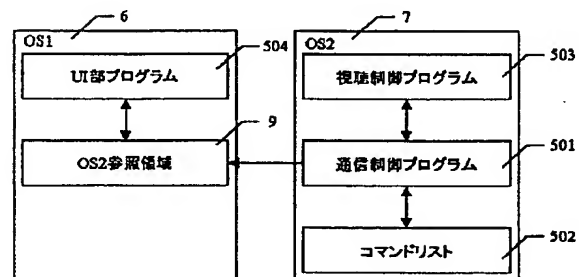 6
7
OS1
504
OS2
503
UI部プログラム
視聴制御プログラム
9
OS2参照領域
通信制御プログラム
501
コマンドリスト
502